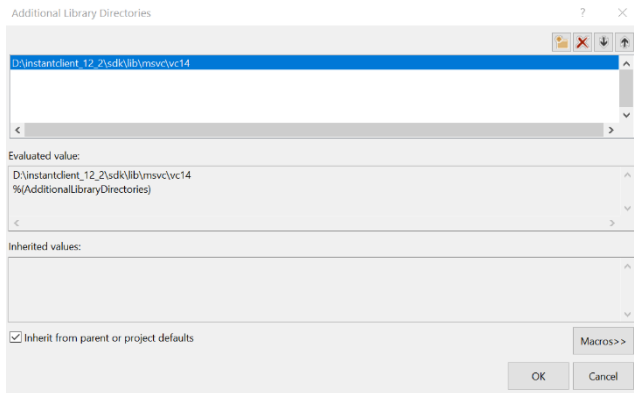 Additional Library Directories
D:\instantclient_12_2\sdk\lib\msvc\vc14
Evaluated value:
D:\instantclient_12_2\sdk\lib\msvc\vc14
%(AdditionalLibraryDirectories)
Inherited values:
Inherit from parent or project defaults
Macros>>
OK
Cancel